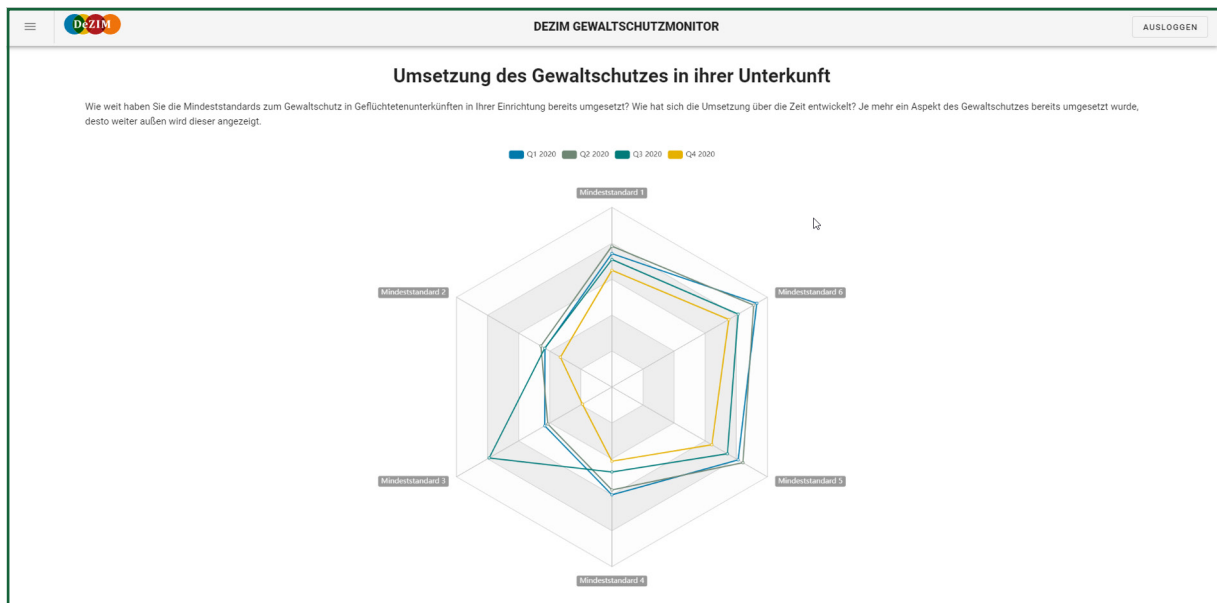 DeZIM
DEZIM GEWALTSCHUTZMONITOR
AUSLOGGEN
Umsetzung des Gewaltschutzes in ihrer Unterkunft
Wie weit haben Sie die Mindeststandards zum Gewaltschutz in Geflüchtetenunterkünften in Ihrer Einrichtung bereits umgesetzt? Wie hat sich die Umsetzung über die Zeit entwickelt? Je mehr ein Aspekt des Gewaltschutzes bereits umgesetzt wurde,
desto weiter außen wird dieser angezeigt.
Q1 2020 Q2 2020 Q3 2020 Q4 2020
Mindeststandard 1
Mindeststandard 2
Mindeststandard 6
Mindeststandard 3
Mindeststandard 5
Mindeststandard 4